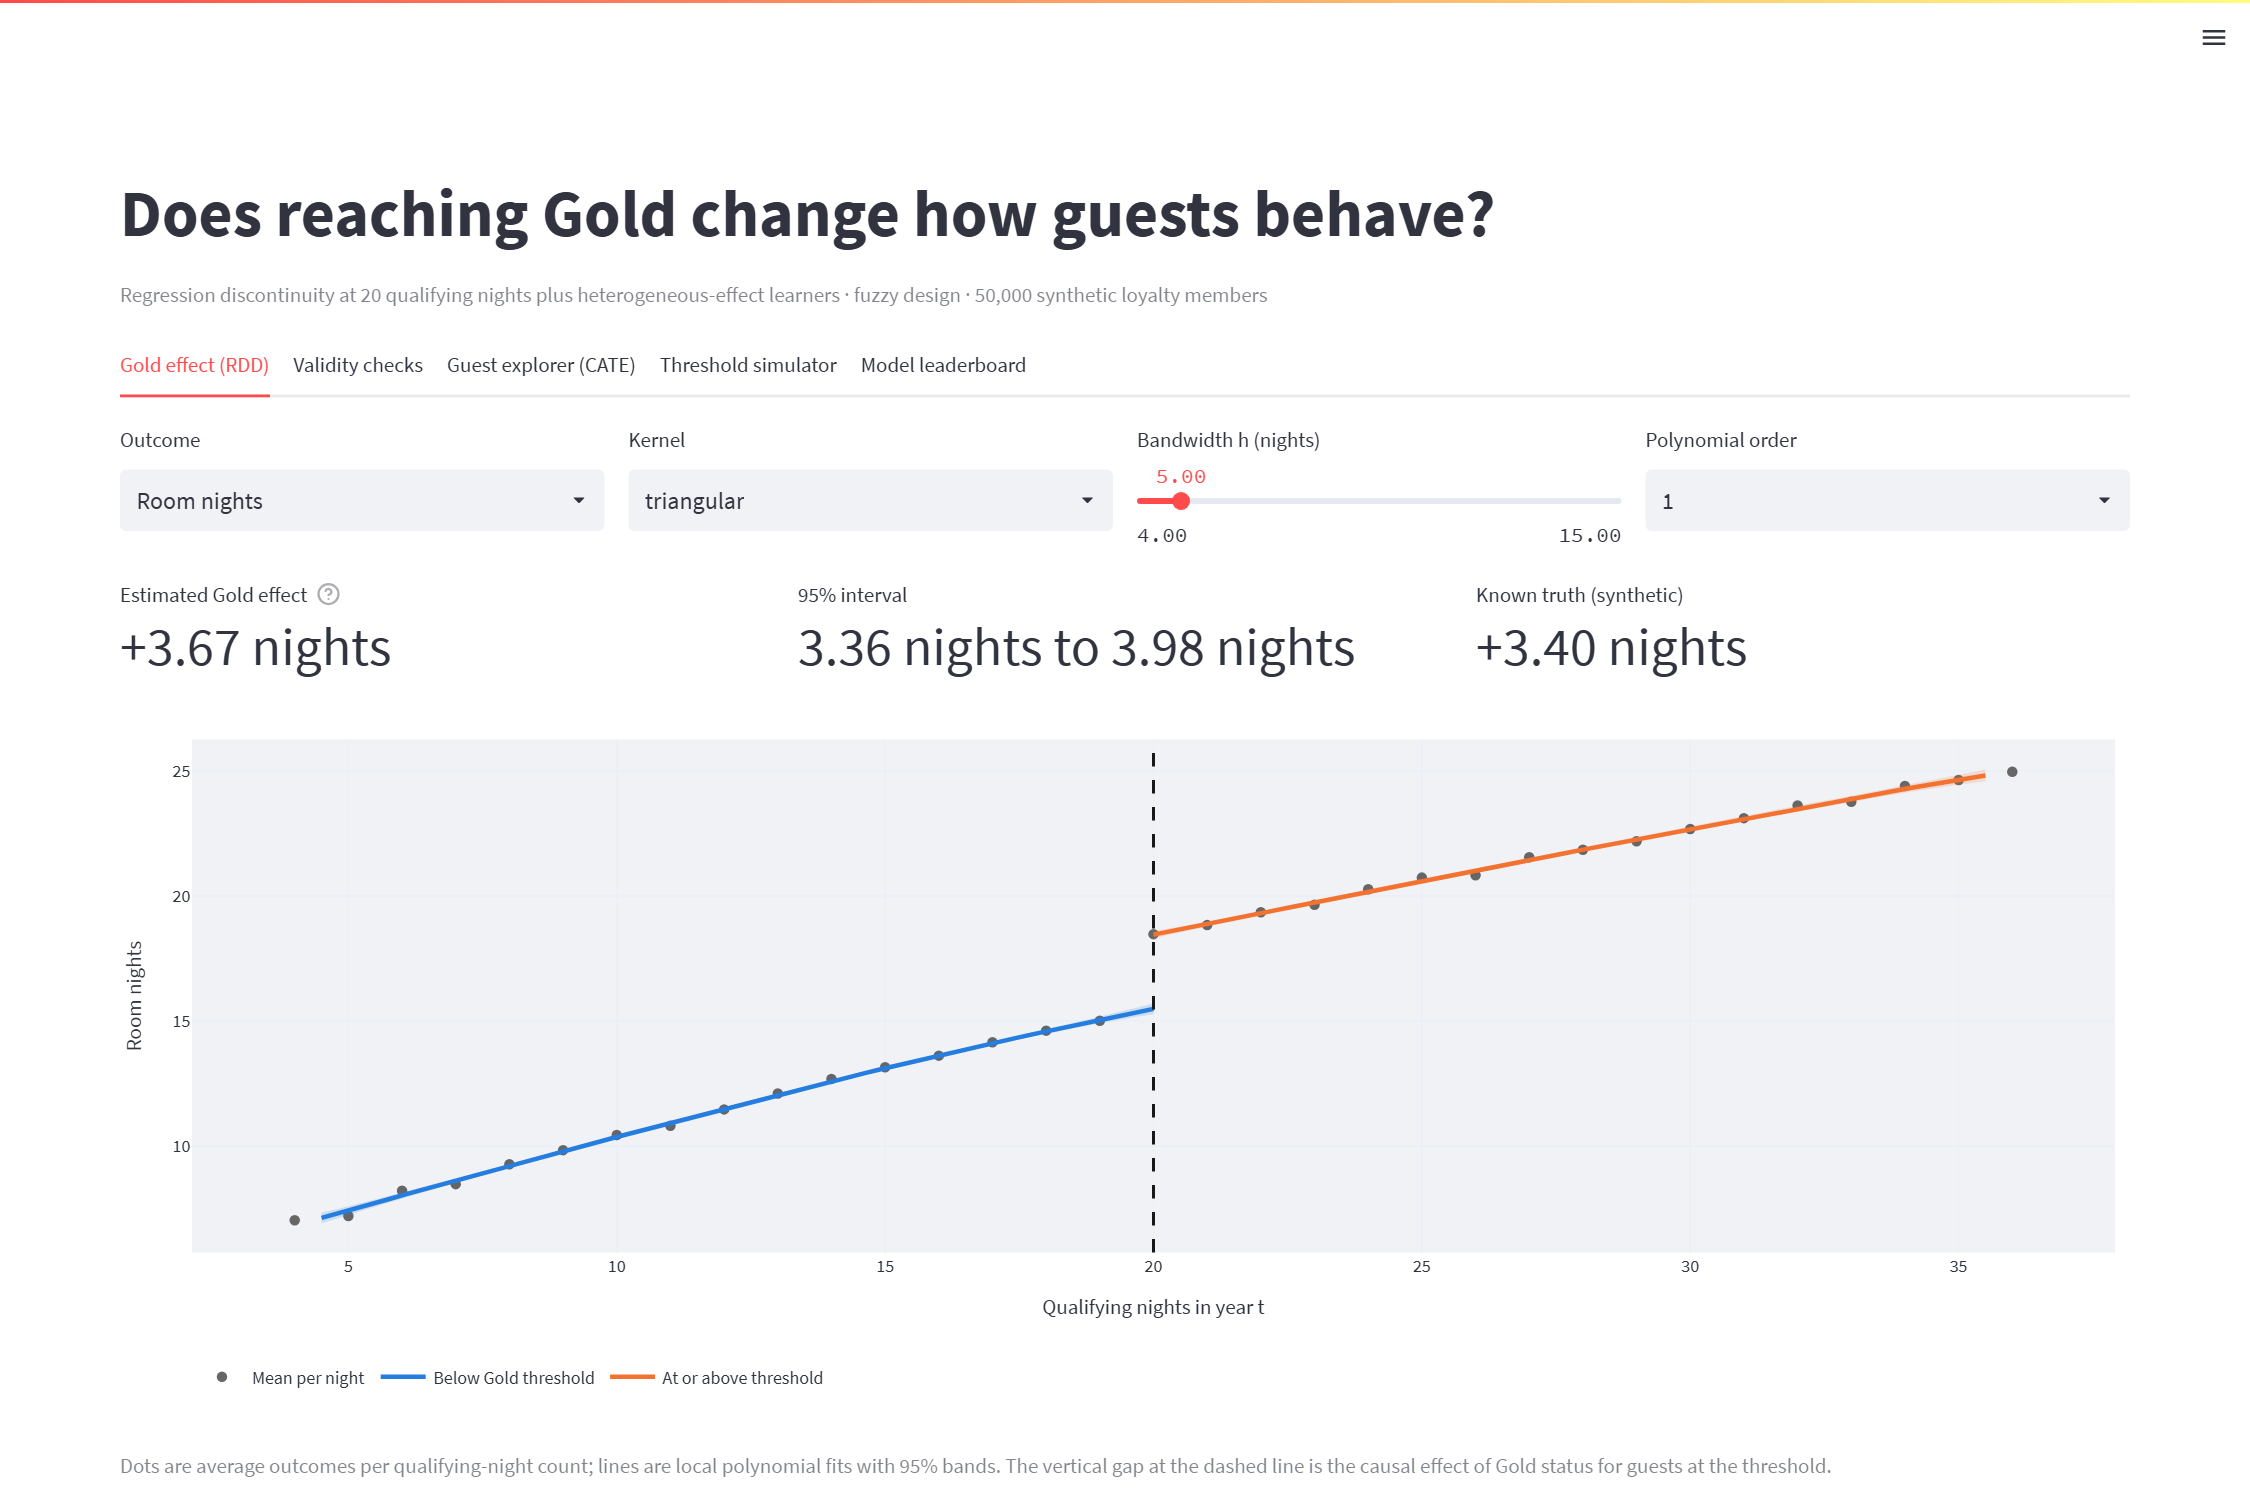 Does reaching Gold change how guests behave?
Regression discontinuity at 20 qualifying nights plus heterogeneous-effect learners · fuzzy design · 50,000 synthetic loyalty members
Gold effect (RDD) Validity checks Guest explorer (CATE) Threshold simulator Model leaderboard
Outcome Kernel Bandwidth h (nights) Polynomial order
5.00
Room nights triangular 1
4.00 15.00
Estimated Gold effect 95% interval Known truth (synthetic)
+3.67 nights 3.36 nights to 3.98 nights +3.40 nights
25
20
15
10
Room nights
5 10 15 20 25 30 35
Qualifying nights in year t
Mean per night Below Gold threshold At or above threshold
Dots are average outcomes per qualifying-night count; lines are local polynomial fits with 95% bands. The vertical gap at the dashed line is the causal effect of Gold status for guests at the threshold.